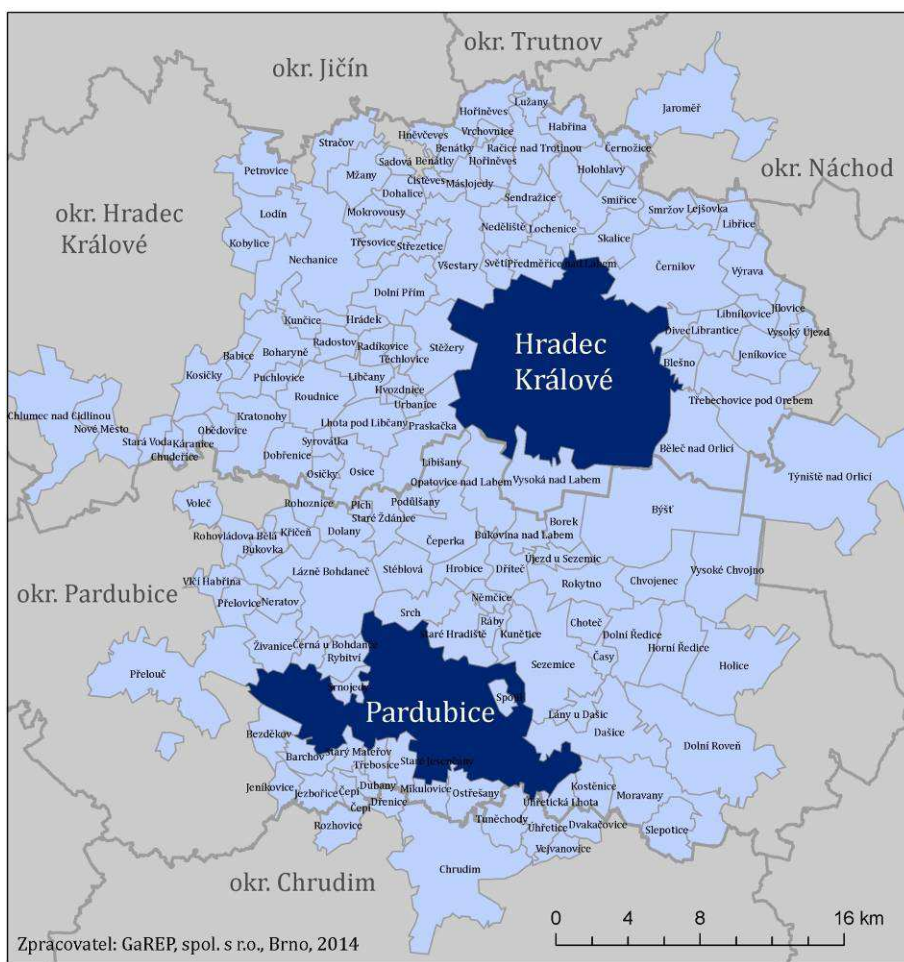 okr. Trutnov
okr. Jičín
okr. Náchod
okr. Hradec
Králové
okr. Pardubice
okr. Chrudim
Jaroměř
Lužany
Hořiněves
Vrchovnice
Habřina
Hněvčeves
Benátky
Račice nad Trotinou
Černožice
Stračov
Sadová
Benátky
Hořiněves
Holohlavy
Petrovice
Mžany
Čistěves
Máslojedy
Dohalice
Sendražice
Smiřice
Lodín
Mokrovousy
Smržov
Lejšovka
Neděliště
Lochenice
Libřice
Kobylice
Třesovice
Střezetice
Skalice
Nechanice
Všestary
Světí
Předměřice nad Labem
Černilov
Výrava
Dolní Přím
Jílovice
Kunčice
Hrádek
Libníkovice
Divec
Librantice
Vysoký Újezd
Radostov
Radíkovice
Stěžery
Hradec
Králové
Babice
Boharyně
Těchlovice
Blešno
Jeníkovice
Kosičky
Puchlovice
Libčany
Hvozdnice
Roudnice
Urbanice
Třebechovice pod Orebem
Chlumec nad Cidlinou
Nové Město
Obědovice
Kratonohy
Lhota pod Libčany
Praskačka
Stará Voda
Káranice
Syrovátka
Chudeřice
Dobřenice
Běleč nad Orlicí
Osičky
Osice
Libišany
Opatovice nad Labem
Vysoká nad Labem
Týniště nad Orlicí
Voleč
Rohoznice
Plch
Podůlšany
Staré Ždánice
Býšť
Rohovládova Bělá
Křičeň
Dolany
Borek
Bukovka
Čeperka
Bukovina nad Labem
Újezd u Sezemic
Vlčí Habřina
Lázně Bohdaneč
Stéblová
Hrobice
Dříteč
Rokytno
Chvojenec
Vysoké Chvojno
Přelovice
Neratov
Němčice
Srch
Ráby
Choteč
Staré Hradiště
Kunětice
Dolní Ředice
Živanice
Černá u Bohdanče
Rybitví
Sezemice
Časy
Horní Ředice
Holice
Přelouč
Srnojedy
Spojil
Pardubice
Lány u Dašic
Dašice
Bezděkov
Dolní Roveň
Barchov
Starý Mateřov
Třebosice
Staré Jesenčany
Jeníkovice
Jezbořice
Čepí
Dubany
Mikulovice
Ostřešany
Kostěnice
Moravany
Čepí
Dřenice
Úhřetická Lhota
Rozhovice
Tuněchody
Úhřetice
Dvakačovice
Slepotice
Vejvanovice
Chrudim
0 4 8 16 km
Zpracovatel: GaREP, spol. s r.o., Brno, 2014